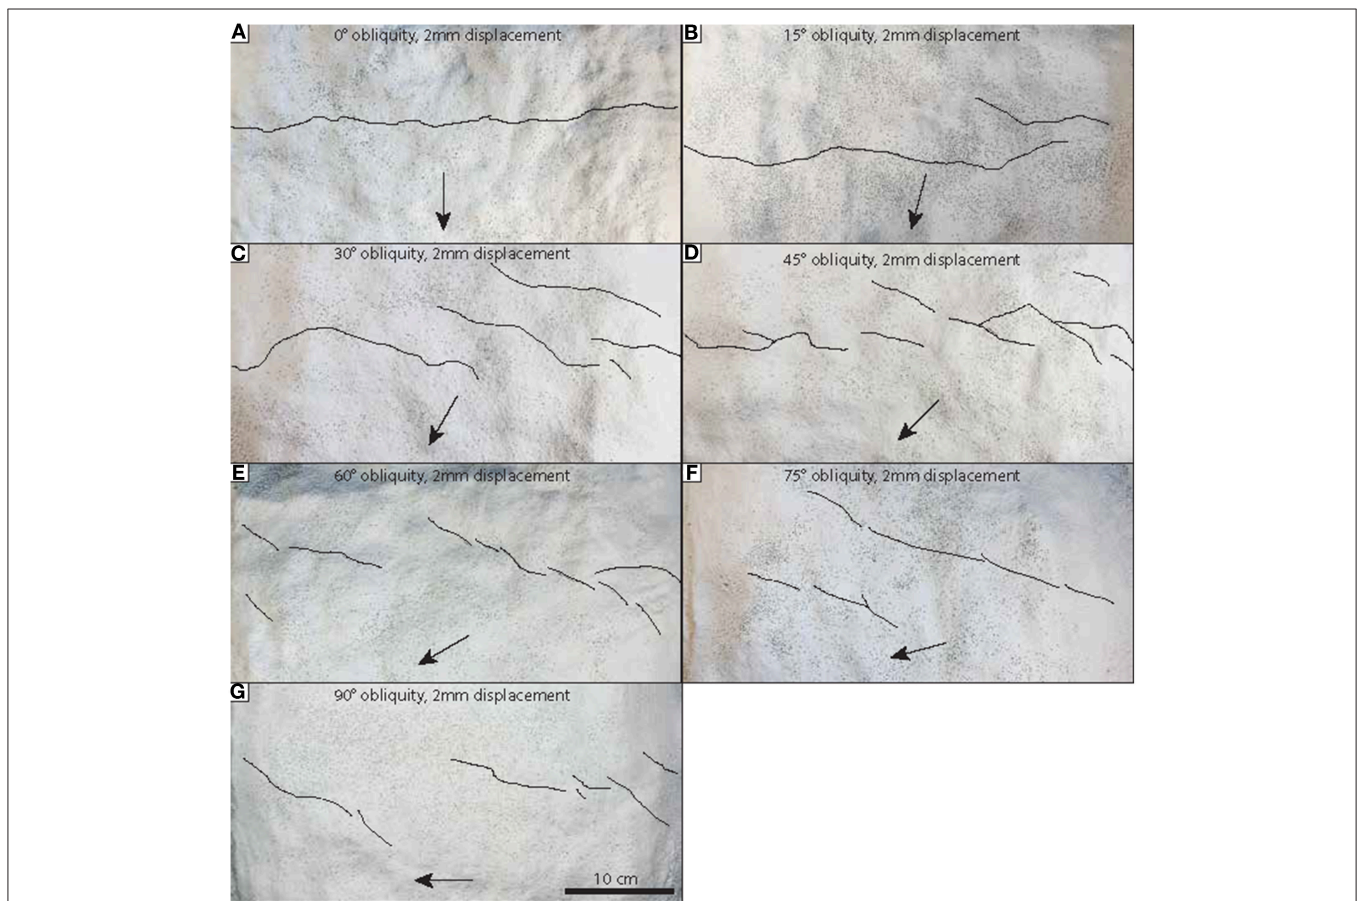 A
0° obliquity, 2mm displacement
B
15° obliquity, 2mm displacement
C
30° obliquity, 2mm displacement
D
45° obliquity, 2mm displacement
E
60° obliquity, 2mm displacement
F
75° obliquity, 2mm displacement
G
90° obliquity, 2mm displacement
10 cm